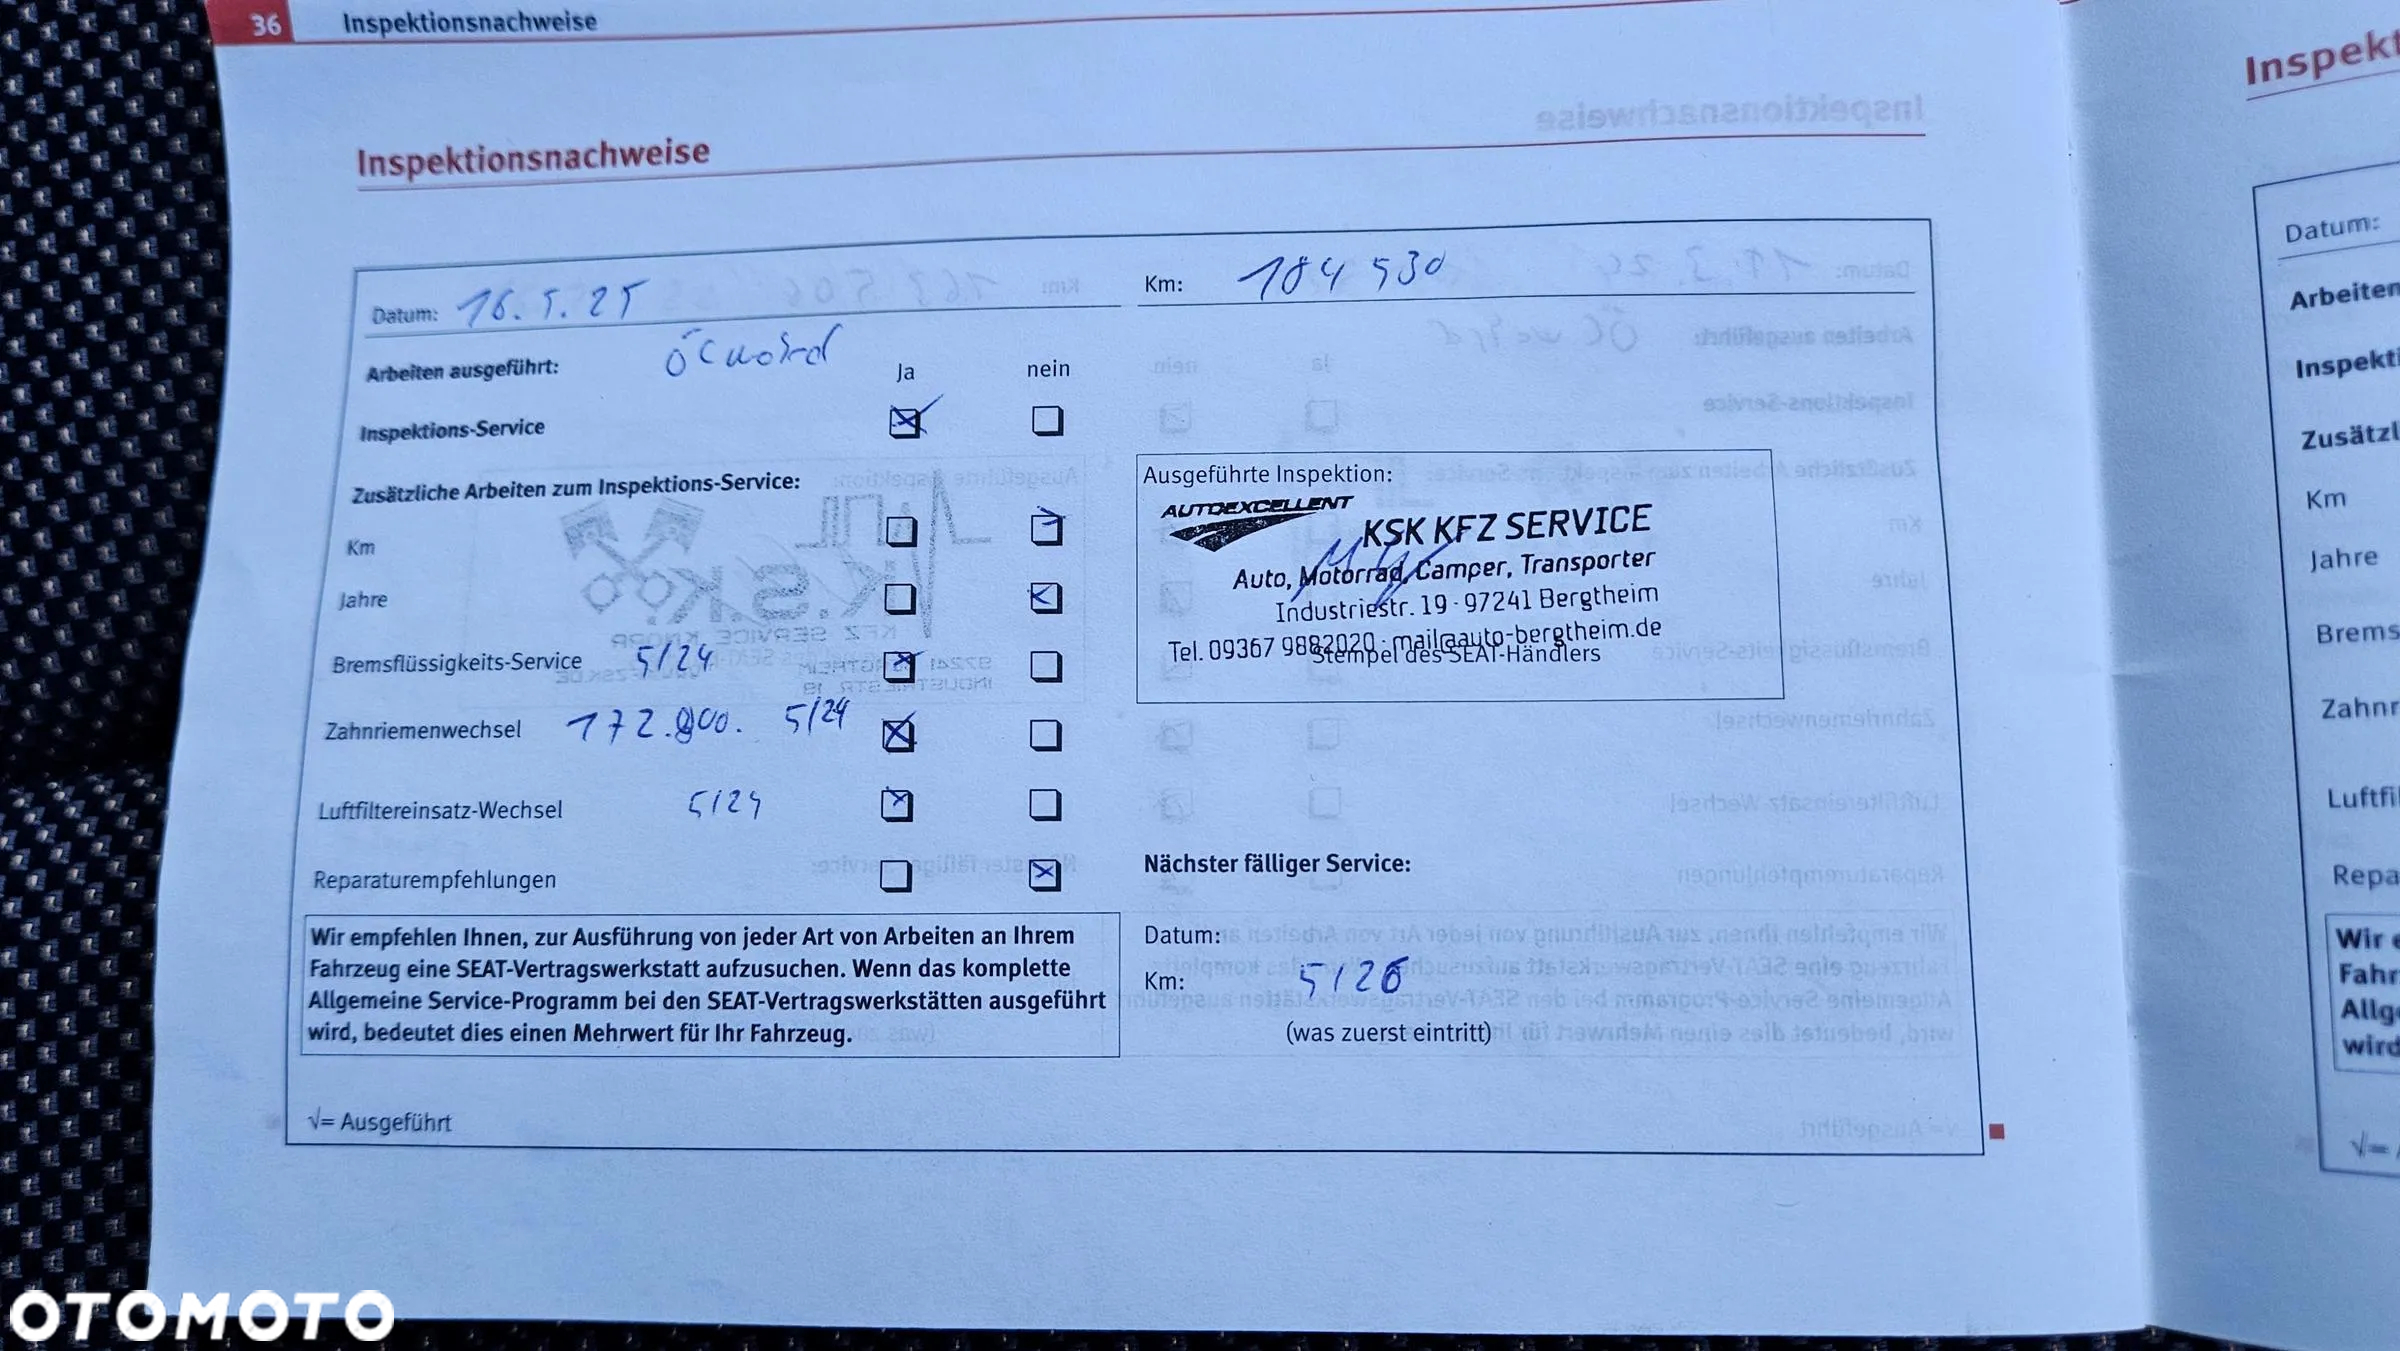 36 Inspektionsnachweise
Inspektionsnachweise
Datum: 16.5.25 Km: 184 530
Arbeiten ausgeführt:
Ja nein
Inspektions-Service
Zusätzliche Arbeiten zum Inspektions-Service:
Km
Jahre
Bremsflüssigkeits-Service 5/24
Zahnriemenwechsel 172.800. 5/24
Luftfiltereinsatz-Wechsel 5/24
Reparaturempfehlungen
Wir empfehlen Ihnen, zur Ausführung von jeder Art von Arbeiten an Ihrem
Fahrzeug eine SEAT-Vertragswerkstatt aufzusuchen. Wenn das komplette
Allgemeine Service-Programm bei den SEAT-Vertragswerkstätten ausgeführt
wird, bedeutet dies einen Mehrwert für Ihr Fahrzeug.
√= Ausgeführt
Ausgeführte Inspektion:
AUTOEXCELLENT
KSK KFZ SERVICE
Auto, Motorrad, Camper, Transporter
Industriestr. 19 · 97241 Bergtheim
Tel. 09367 9882020 · mail@auto-bergtheim.de
Stempel des SEAT-Händlers
Nächster fälliger Service:
Datum:
Km: 5/26
(was zuerst eintritt)
Inspekt
Datum:
Arbeiten
Inspekti
Zusätzl
Km
Jahre
Brems
Zahnr
Luftfil
Repa
Wir e
Fahr
Allg
wird
√=
OTOMOTO